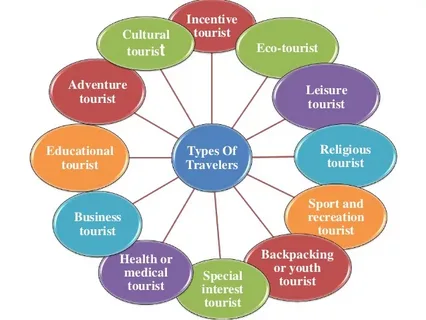 Incentive
tourist
Eco-tourist
Leisure
tourist
Religious
tourist
Sport and
recreation
tourist
Backpacking
or youth
tourist
Special
interest
tourist
Health or
medical
tourist
Business
tourist
Educational
tourist
Adventure
tourist
Cultural
tourist
Types Of
Travelers